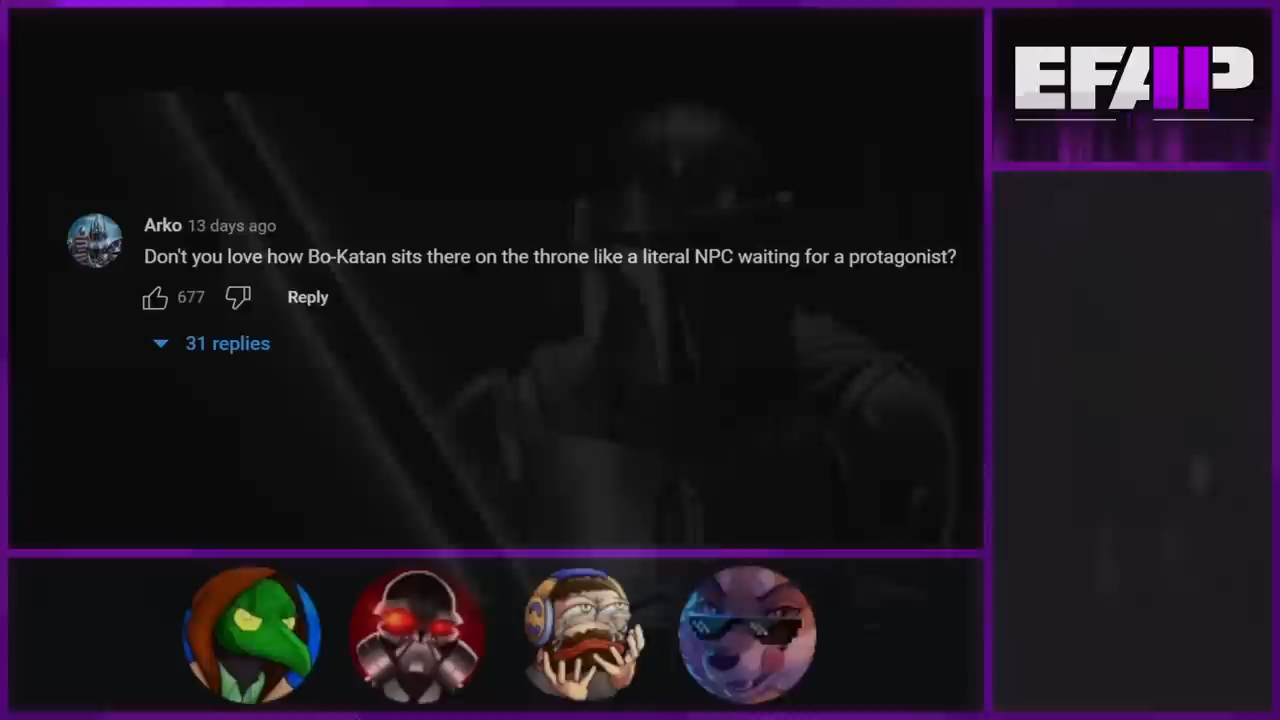 EFAP
Arko 13 days ago
Don't you love how Bo-Katan sits there on the throne like a literal NPC waiting for a protagonist?
677 Reply
31 replies